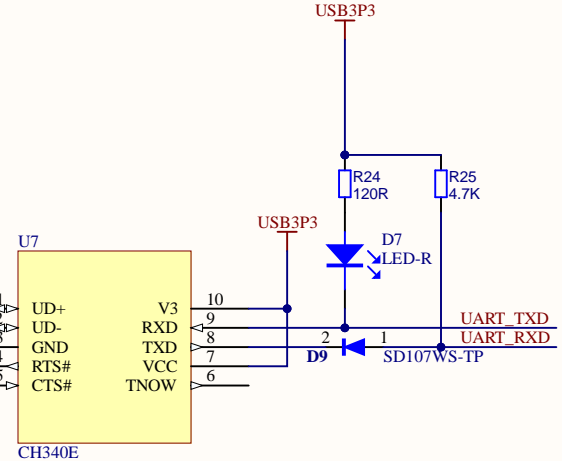 USB3P3
R24
120R
R25
4.7K
USB3P3
D7
LED-R
U7
UD+
UD-
GND
RTS#
CTS#
V3
RXD
TXD
VCC
TNOW
10
9
8
7
6
UART_TXD
UART_RXD
2
D9
1
SD107WS-TP
CH340E